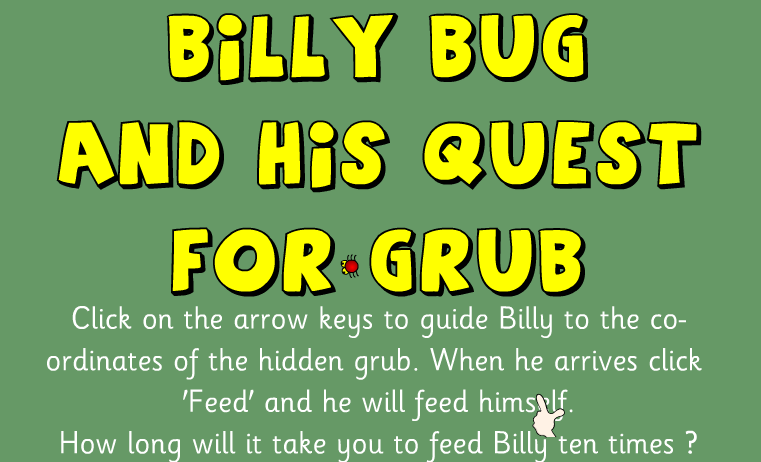 BiLLY BUG
AND HiS QUEST
FOR GRUB
Click on the arrow keys to guide Billy to the co-
ordinates of the hidden grub. When he arrives click
'Feed' and he will feed himself.
How long will it take you to feed Billy ten times ?